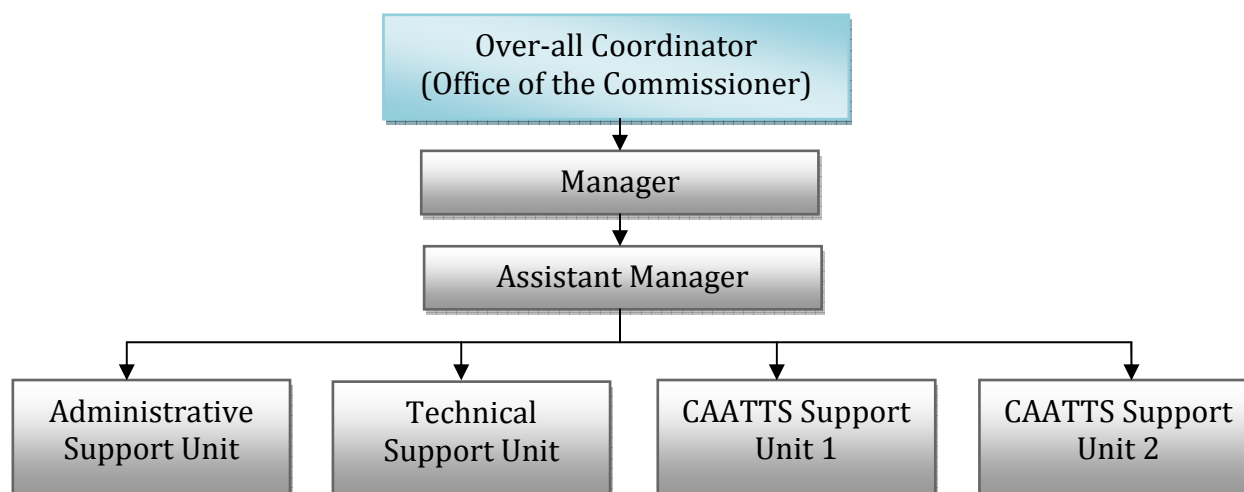 Over-all Coordinator
(Office of the Commissioner)
Manager
Assistant Manager
Administrative
Support Unit
Technical
Support Unit
CAATTS Support
Unit 1
CAATTS Support
Unit 2